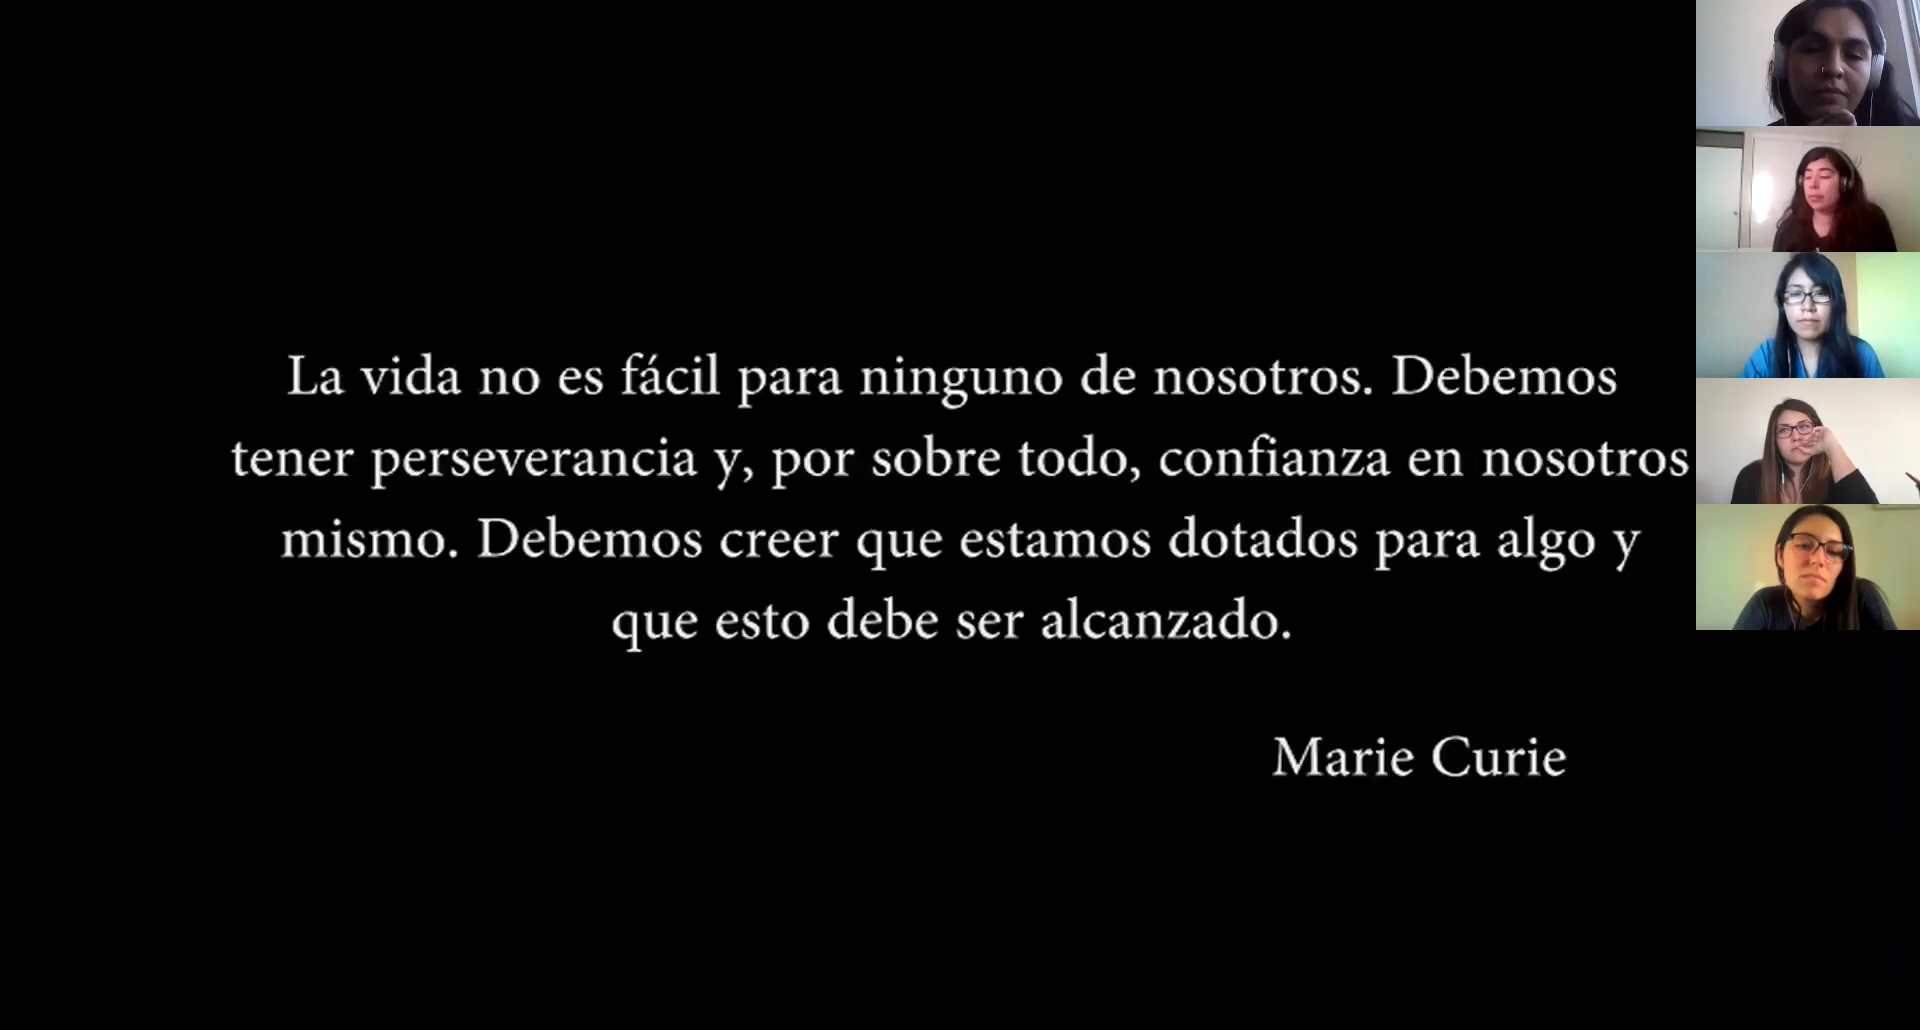 La vida no es fácil para ninguno de nosotros. Debemos
tener perseverancia y, por sobre todo, confianza en nosotros
mismo. Debemos creer que estamos dotados para algo y
que esto debe ser alcanzado.
Marie Curie